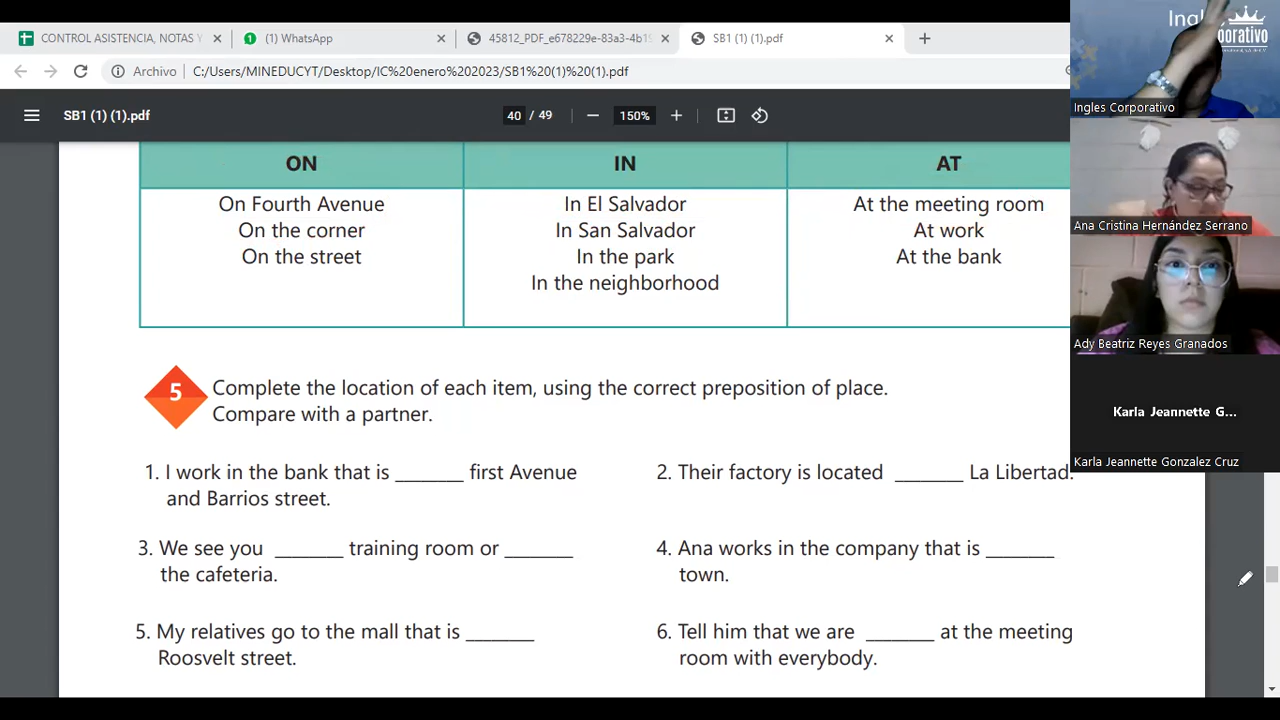 CONTROL ASISTENCIA, NOTAS Y
(1) WhatsApp
45812_PDF_e678229e-83a3-4b19
SB1 (1) (1).pdf
Archivo
C:/Users/MINEDUCYT/Desktop/IC%20enero%202023/SB1%20(1)%20(1).pdf
SB1 (1) (1).pdf
40 / 49
150%
ON
IN
AT
On Fourth Avenue
On the corner
On the street
In El Salvador
In San Salvador
In the park
In the neighborhood
At the meeting room
At work
At the bank
5
Complete the location of each item, using the correct preposition of place.
Compare with a partner.
1. I work in the bank that is _______ first Avenue
and Barrios street.
2. Their factory is located _______ La Libertad.
3. We see you _______ training room or _______
the cafeteria.
4. Ana works in the company that is _______
town.
5. My relatives go to the mall that is _______
Roosvelt street.
6. Tell him that we are _______ at the meeting
room with everybody.
Ingles Corporativo
Ana Cristina Hernández Serrano
Ady Beatriz Reyes Granados
Karla Jeannette G...
Karla Jeannette Gonzalez Cruz